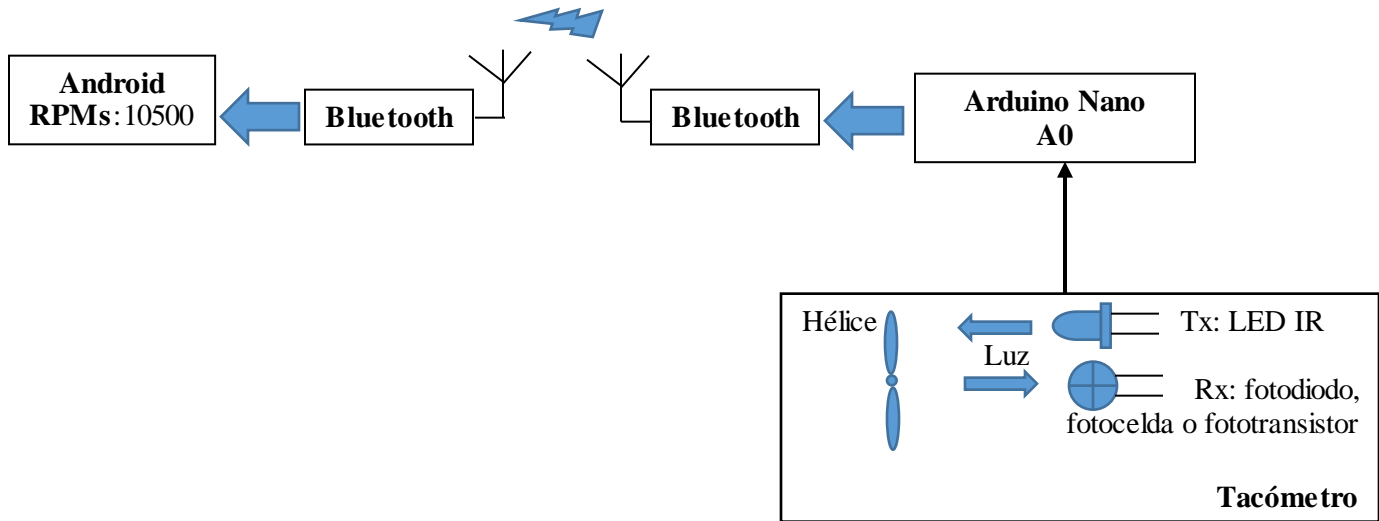 Android
RPMs: 10500
Bluetooth
Bluetooth
Arduino Nano
A0
Hélice
Luz
Tx: LED IR
Rx: fotodiodo,
fotocelda o fototransistor
Tacómetro